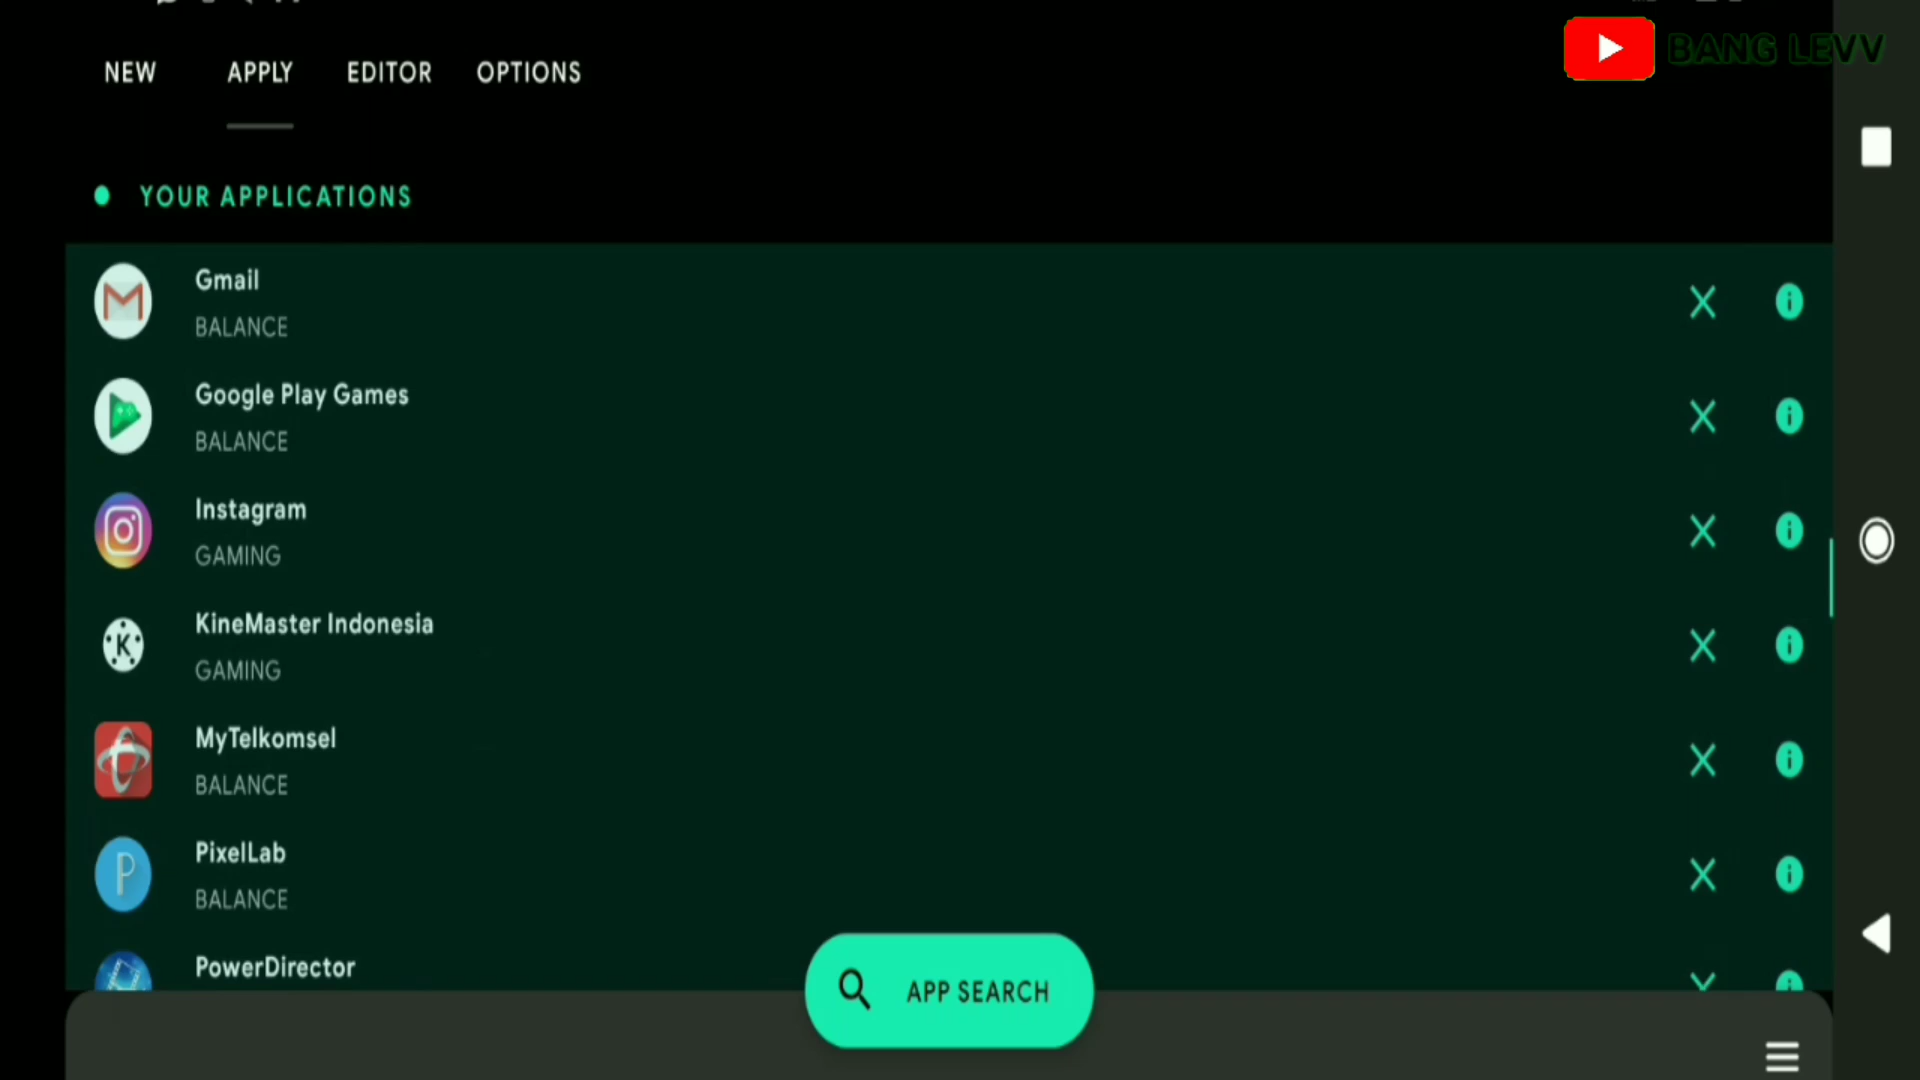 BANG LEVV
NEW APPLY EDITOR OPTIONS
YOUR APPLICATIONS
Gmail
BALANCE
Google Play Games
BALANCE
Instagram
GAMING
KineMaster Indonesia
GAMING
MyTelkomsel
BALANCE
PixelLab
BALANCE
PowerDirector
APP SEARCH